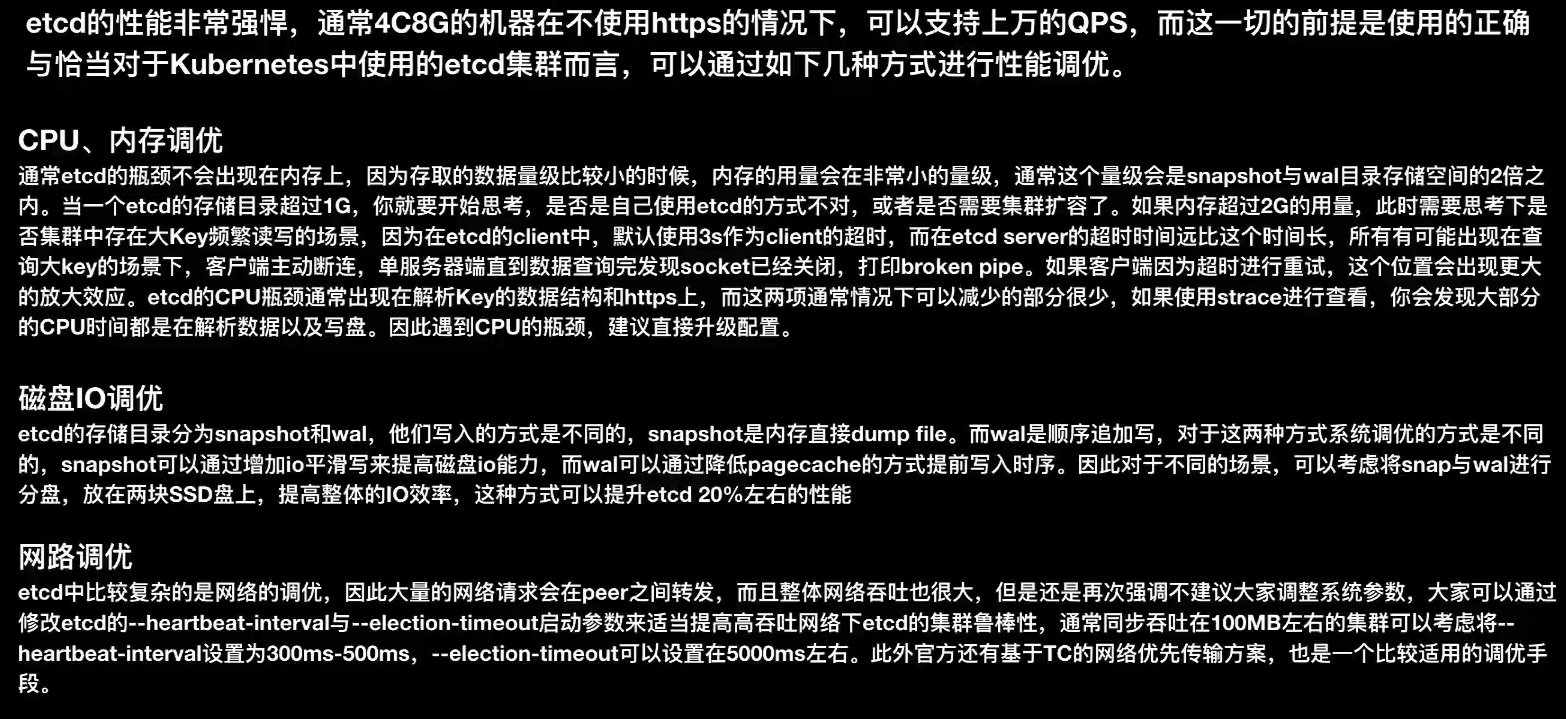 etcd的性能非常强悍，通常4C8G的机器在不使用https的情况下，可以支持上万的QPS，而这一切的前提是使用的正确
与恰当对于Kubernetes中使用的etcd集群而言，可以通过如下几种方式进行性能调优。
CPU、内存调优
通常etcd的瓶颈不会出现在内存上，因为存取的数据量级比较小的时候，内存的用量会在非常小的量级，通常这个量级会是snapshot与wal目录存储空间的2倍之
内。当一个etcd的存储目录超过1G，你就要开始思考，是否是自己使用etcd的方式不对，或者是否需要集群扩容了。如果内存超过2G的用量，此时需要思考下是
否集群中存在大Key频繁读写的场景，因为在etcd的client中，默认使用3s作为client的超时，而在etcd server的超时时间远比这个时间长，所有有可能出现在查
询大key的场景下，客户端主动断连，单服务器端直到数据查询完发现socket已经关闭，打印broken pipe。如果客户端因为超时进行重试，这个位置会出现更大
的放大效应。etcd的CPU瓶颈通常出现在解析Key的数据结构和https上，而这两项通常情况下可以减少的部分很少，如果使用strace进行查看，你会发现大部分
的CPU时间都是在解析数据以及写盘。因此遇到CPU的瓶颈，建议直接升级配置。
磁盘IO调优
etcd的存储目录分为snapshot和wal，他们写入的方式是不同的，snapshot是内存直接dump file。而wal是顺序追加写，对于这两种方式系统调优的方式是不同
的，snapshot可以通过增加io平滑写来提高磁盘io能力，而wal可以通过降低pagecache的方式提前写入时序。因此对于不同的场景，可以考虑将snap与wal进行
分盘，放在两块SSD盘上，提高整体的IO效率，这种方式可以提升etcd 20%左右的性能
网路调优
etcd中比较复杂的是网络的调优，因此大量的网络请求会在peer之间转发，而且整体网络吞吐也很大，但是还是再次强调不建议大家调整系统参数，大家可以通过
修改etcd的--heartbeat-interval与--election-timeout启动参数来适当提高高吞吐网络下etcd的集群鲁棒性，通常同步吞吐在100MB左右的集群可以考虑将--
heartbeat-interval设置为300ms-500ms，--election-timeout可以设置在5000ms左右。此外官方还有基于TC的网络优先传输方案，也是一个比较适用的调优手
段。